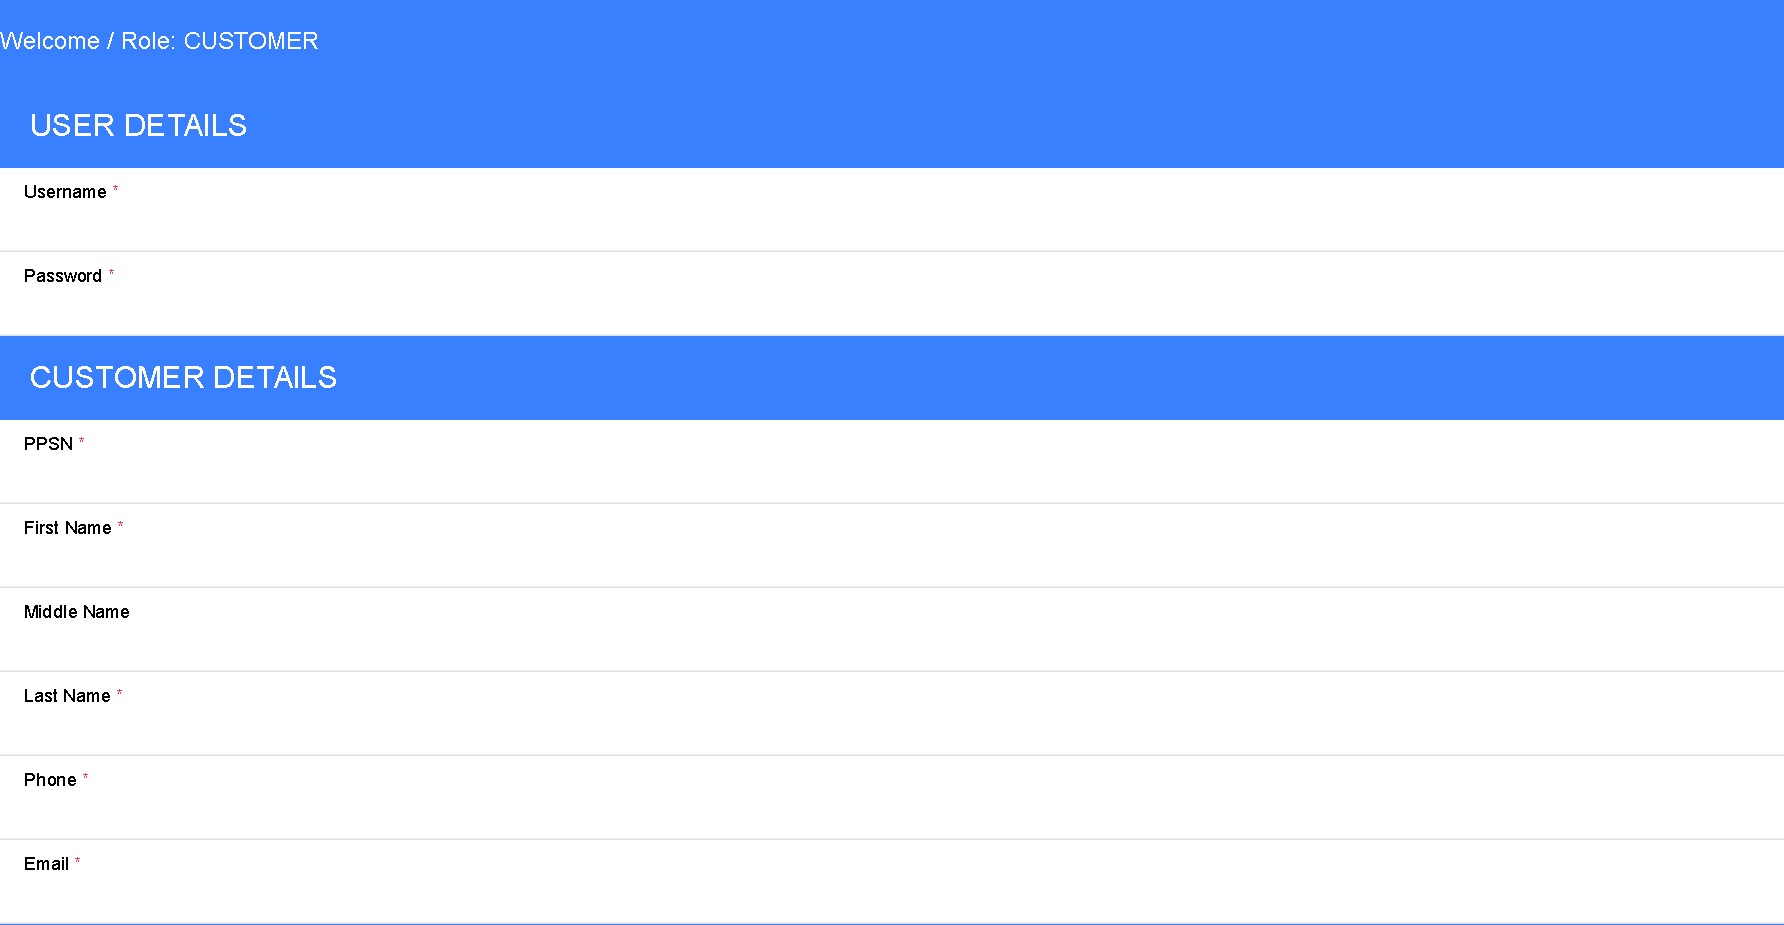 Welcome / Role: CUSTOMER
USER DETAILS
Username *
Password *
CUSTOMER DETAILS
PPSN *
First Name *
Middle Name
Last Name *
Phone *
Email *